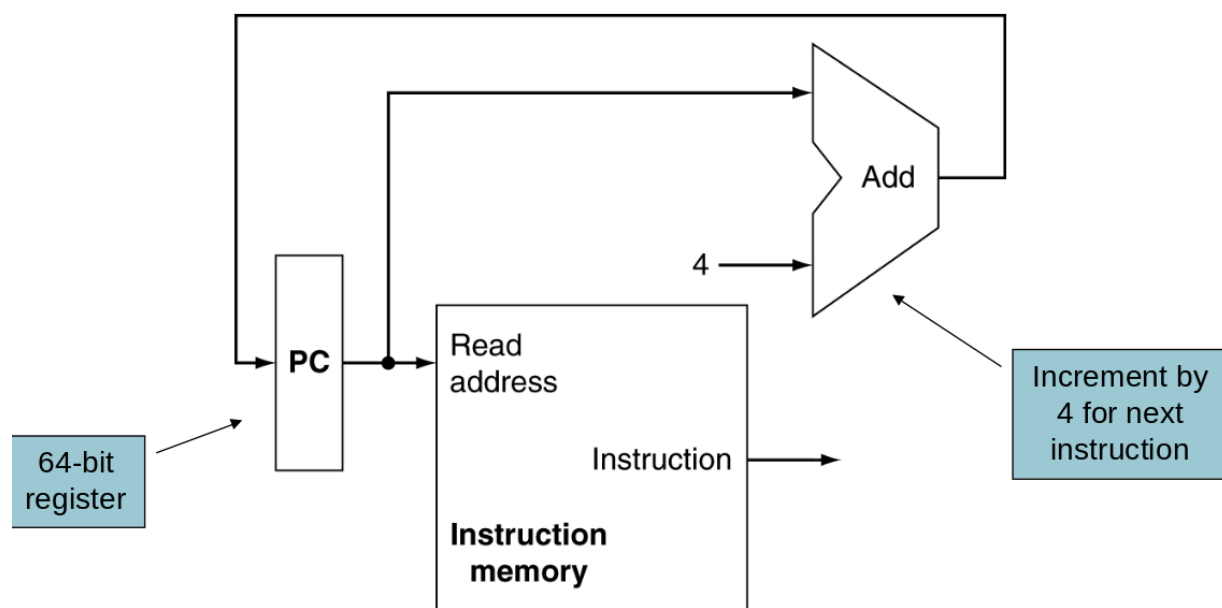 Add
4
PC
Read
address
Increment by
4 for next
instruction
64-bit
register
Instruction
Instruction
memory